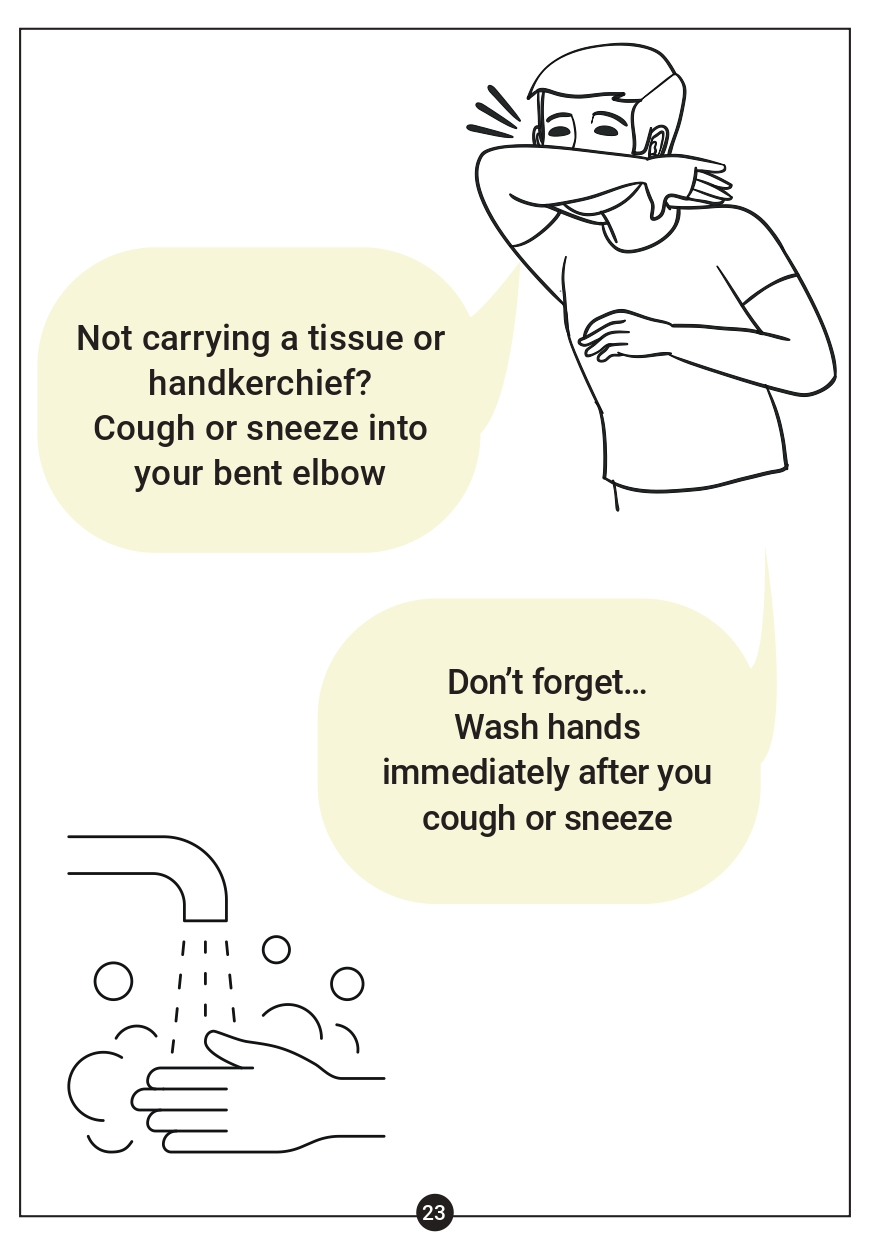 Not carrying a tissue or
handkerchief?
Cough or sneeze into
your bent elbow
Don’t forget...
Wash hands
immediately after you
cough or sneeze
23